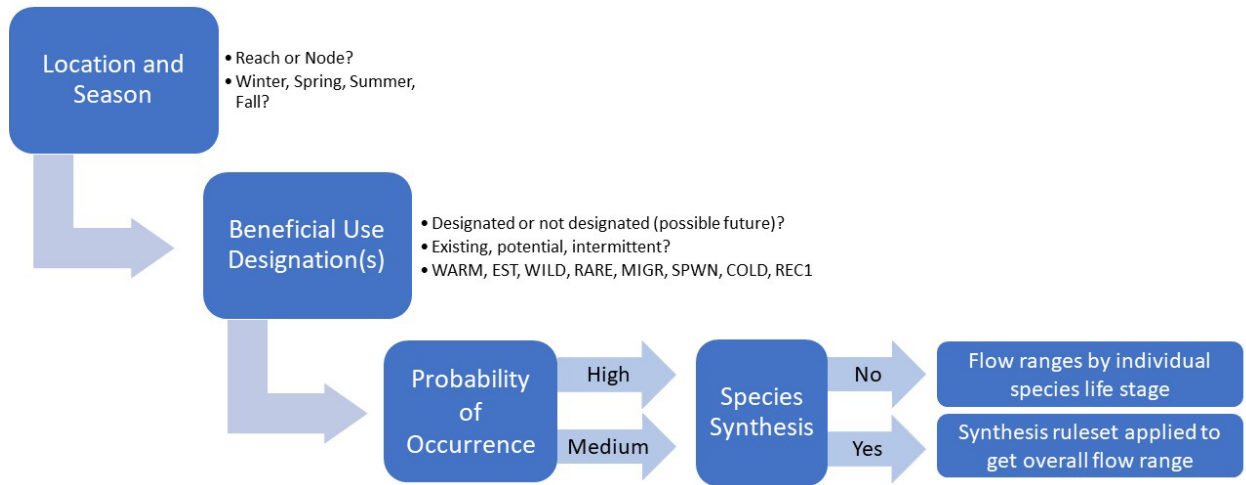 Location and
Season
• Reach or Node?
• Winter, Spring, Summer,
Fall?
Beneficial Use
Designation(s)
• Designated or not designated (possible future)?
• Existing, potential, intermittent?
• WARM, EST, WILD, RARE, MIGR, SPWN, COLD, REC1
Probability
of
Occurrence
High
Medium
Species
Synthesis
No
Yes
Flow ranges by individual
species life stage
Synthesis ruleset applied to
get overall flow range